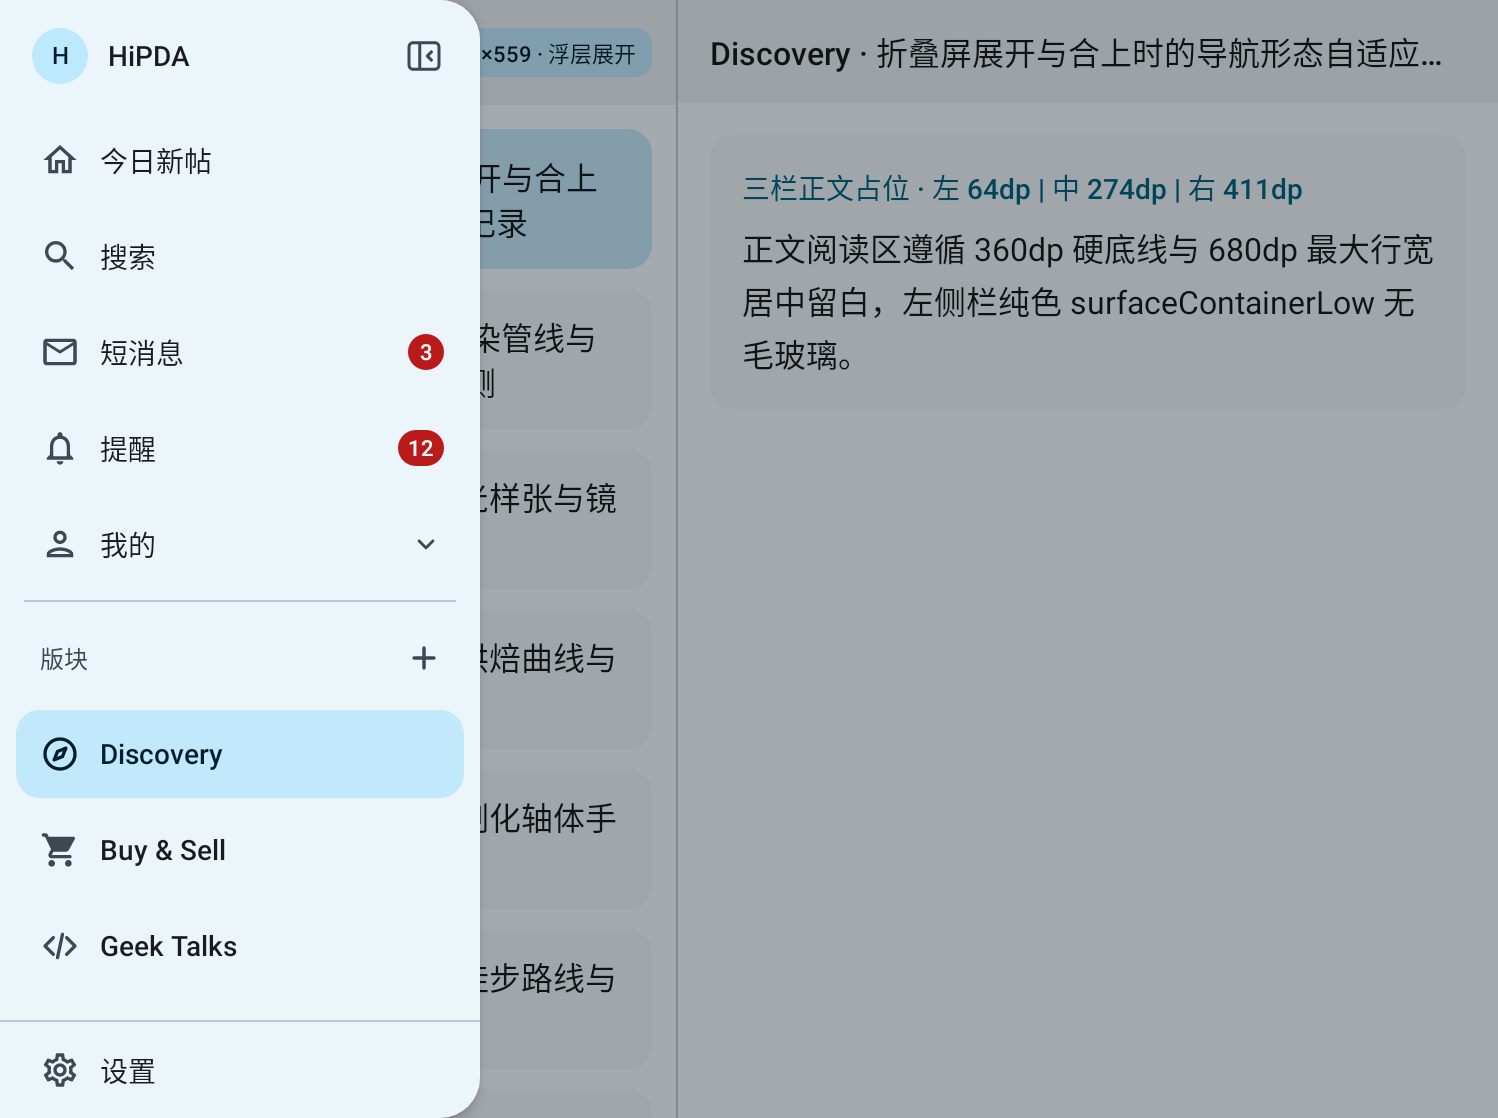 H HiPDA
今日新帖
搜索
短消息 3
提醒 12
我的
版块
Discovery
Buy & Sell
Geek Talks
设置
×559 · 浮层展开
开与合上
记录
染管线与
测
样张与镜
烘焙曲线与
制化轴体手
徒步路线与
Discovery · 折叠屏展开与合上时的导航形态自适应…
三栏正文占位 · 左 64dp | 中 274dp | 右 411dp
正文阅读区遵循 360dp 硬底线与 680dp 最大行宽
居中留白，左侧栏纯色 surfaceContainerLow 无
毛玻璃。